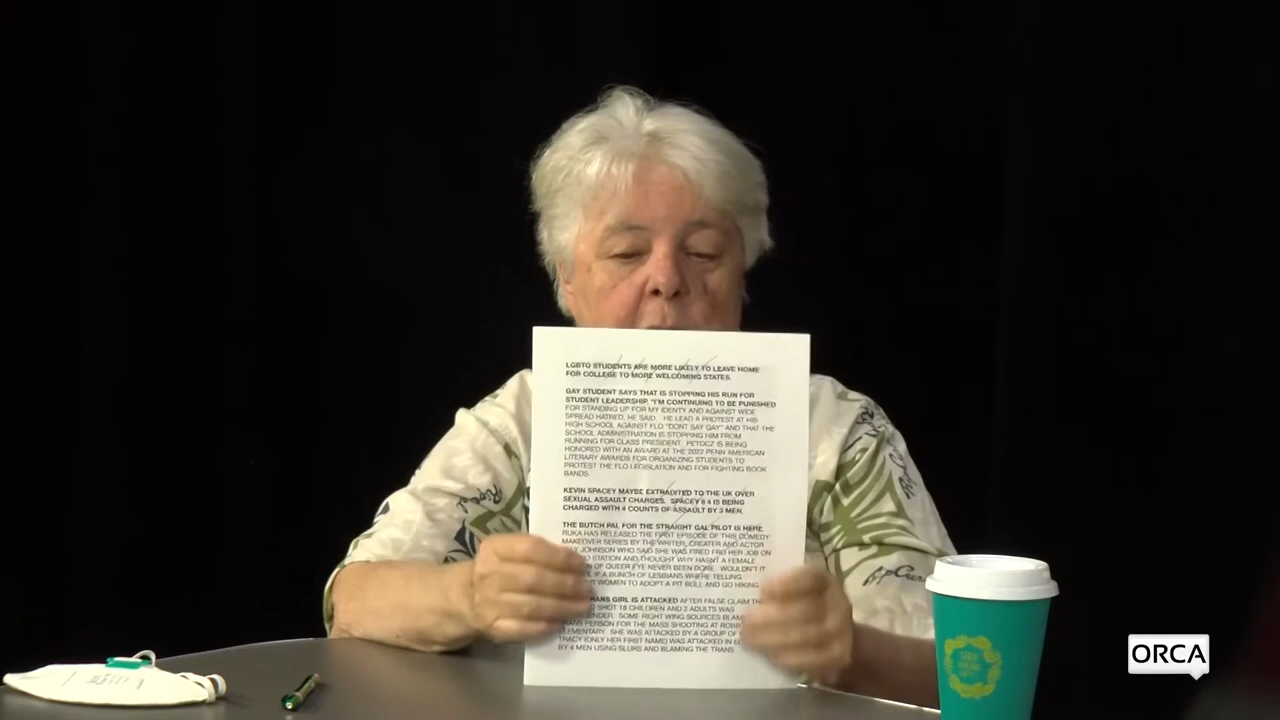 LGBTQ STUDENTS ARE MORE LIKELY TO LEAVE HOME
FOR COLLEGE TO MORE WELCOMING STATES.
GAY STUDENT SAYS THAT IS STOPPING HIS RUN FOR
STUDENT LEADERSHIP. "I'M CONTINUING TO BE PUNISHED
FOR STANDING UP FOR MY IDENTY AND AGAINST WIDE
SPREAD HATRED, HE SAID. HE LEAD A PROTEST AT HIS
HIGH SCHOOL AGAINST FLO "DONT SAY GAY" AND THAT THE
SCHOOL ADMINISTRATION IS STOPPING HIM FROM
RUNNING FOR CLASS PRESIDENT. PETOCZ IS BEING
HONORED WITH AN AWARD AT THE 2022 PENN AMERICAN
LITERARY AWARDS FOR ORGANIZING STUDENTS TO
PROTEST THE FLO LEGISLATION AND FOR FIGHTING BOOK
BANDS.
KEVIN SPACEY MAYBE EXTRADITED TO THE UK OVER
SEXUAL ASSAULT CHARGES. SPACEY 6 4 IS BEING
CHARGED WITH 4 COUNTS OF ASSAULT BY 3 MEN.
THE BUTCH PAL FOR THE STRAIGHT GAL PILOT IS HERE.
RUKA HAS RELEASED THE FIRST EPISODE OF THIS COMEDY
MAKEOVER SERIES BY THE WRITER, CREATER AND ACTOR
JOHNSON WHO SAID SHE WAS FIRED FRO HER JOB ON
STATION AND THOUGHT WHY HASN'T A FEMALE
OF QUEER EYE NEVER BEEN DONE. WOULDN'T IT
IF A BUNCH OF LESBIANS WHERE TELLING
WOMEN TO ADOPT A PIT BULL AND GO HIKING
GIRL IS ATTACKED AFTER FALSE CLAIM
SHOT 18 CHILDREN AND 2 ADULTS WAS
SOME RIGHT WING SOURCES
PERSON FOR THE MASS SHOOTING AT
SHE WAS ATTACKED BY A GROUP OF
TRACY (ONLY HER FIRST NAME) WAS ATTACKED IN
BY 4 MEN USING SLURS AND BLAMING THE TRANS
ORCA